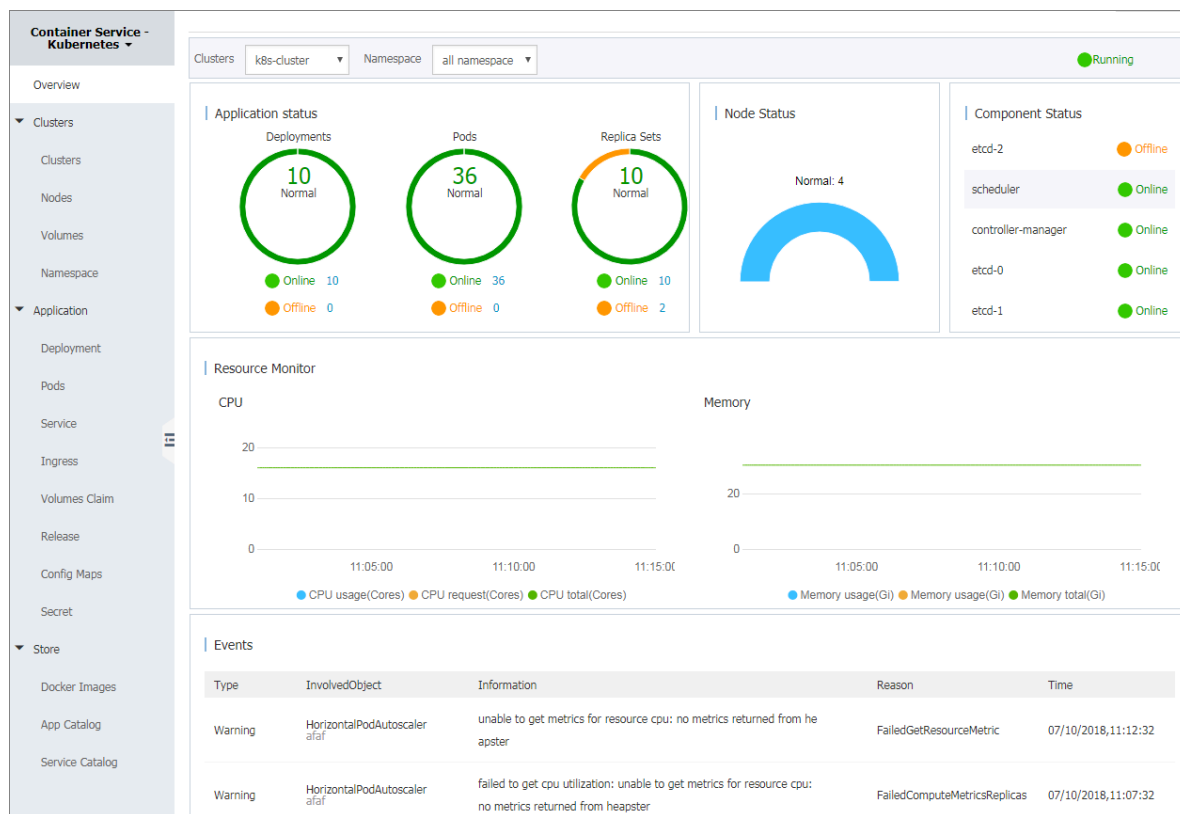 Container Service -
Kubernetes
Overview
Clusters
Clusters
Nodes
Volumes
Namespace
Application
Deployment
Pods
Service
Ingress
Volumes Claim
Release
Config Maps
Secret
Store
Docker Images
App Catalog
Service Catalog
Clusters k8s-cluster Namespace all namespace Running
Application status
Deployments Pods Replica Sets
10 36 10
Normal Normal Normal
Online 10 Online 36 Online 10
Offline 0 Offline 0 Offline 2
Node Status
Normal: 4
Component Status
etcd-2 Offline
scheduler Online
controller-manager Online
etcd-0 Online
etcd-1 Online
Resource Monitor
CPU
20
10
0
11:05:00 11:10:00 11:15:00
CPU usage(Cores) CPU request(Cores) CPU total(Cores)
Memory
20
0
11:05:00 11:10:00 11:15:00
Memory usage(Gi) Memory usage(Gi) Memory total(Gi)
Events
Type InvolvedObject Information Reason Time
Warning HorizontalPodAutoscaler unable to get metrics for resource cpu: no metrics returned from he FailedGetResourceMetric 07/10/2018,11:12:32
afaf apster
Warning HorizontalPodAutoscaler failed to get cpu utilization: unable to get metrics for resource cpu: FailedComputeMetricsReplicas 07/10/2018,11:07:32
afaf no metrics returned from heapster